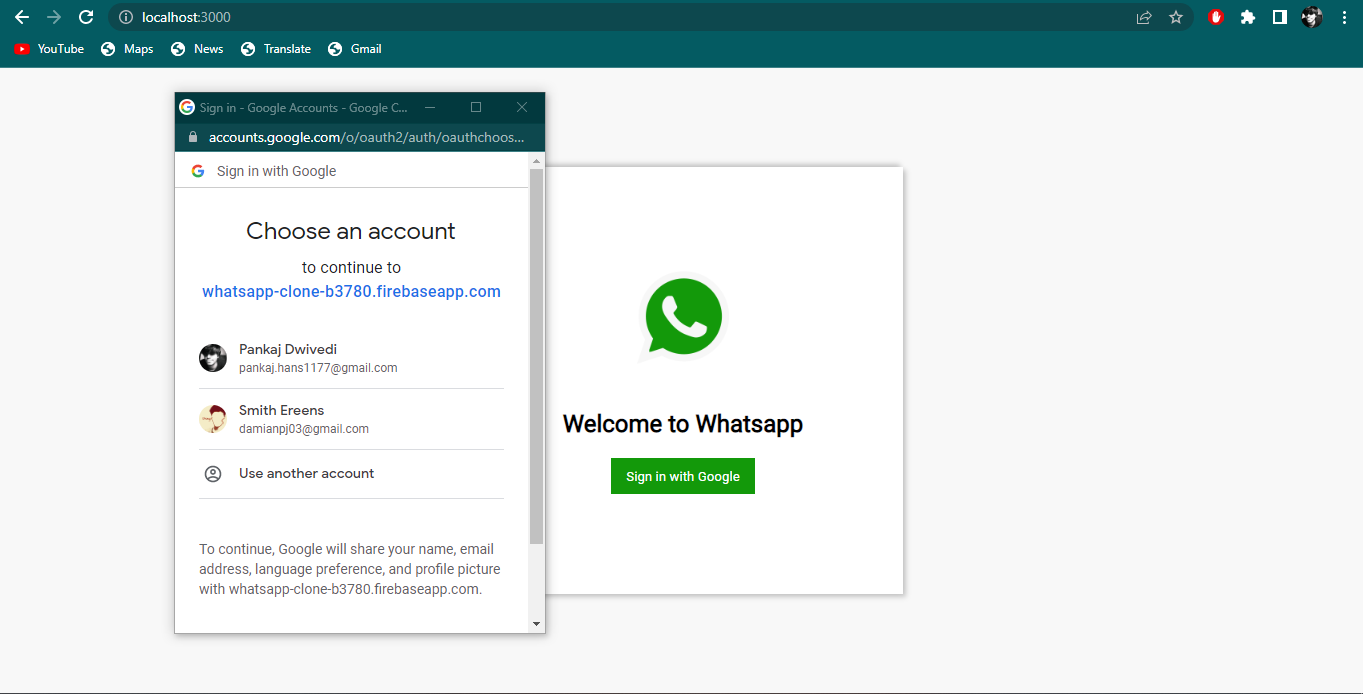 localhost:3000
YouTube Maps News Translate Gmail
Sign in - Google Accounts - Google C...
accounts.google.com/o/oauth2/auth/oauthchoos...
Sign in with Google
Choose an account
to continue to
whatsapp-clone-b3780.firebaseapp.com
Pankaj Dwivedi
pankaj.hans1177@gmail.com
Smith Ereens
damianpj03@gmail.com
Use another account
To continue, Google will share your name, email
address, language preference, and profile picture
with whatsapp-clone-b3780.firebaseapp.com.
Welcome to Whatsapp
Sign in with Google